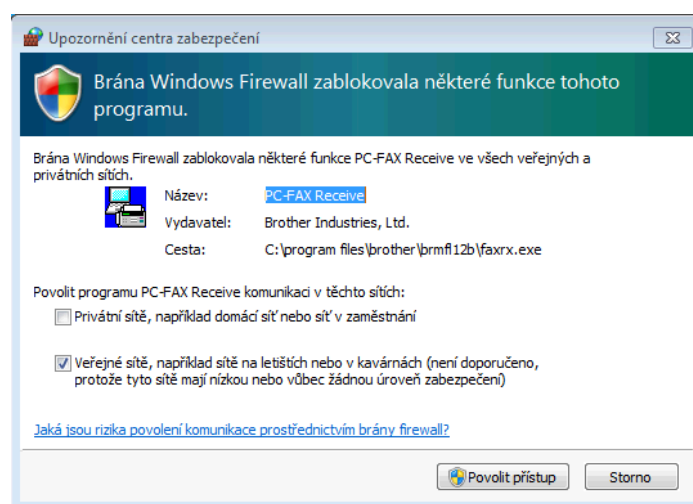 Upozornění centra zabezpečení
Brána Windows Firewall zablokovala některé funkce tohoto
programu.
Brána Windows Firewall zablokovala některé funkce PC-FAX Receive ve všech veřejných a
privátních sítích.
Název: PC-FAX Receive
Vydavatel: Brother Industries, Ltd.
Cesta: C:\program files\brother\brmfl12b\faxrx.exe
Povolit programu PC-FAX Receive komunikaci v těchto sítích:
Privátní sítě, například domácí síť nebo síť v zaměstnání
Veřejné sítě, například sítě na letištích nebo v kavárnách (není doporučeno,
protože tyto sítě mají nízkou nebo vůbec žádnou úroveň zabezpečení)
Jaká jsou rizika povolení komunikace prostřednictvím brány firewall?
Povolit přístup Storno